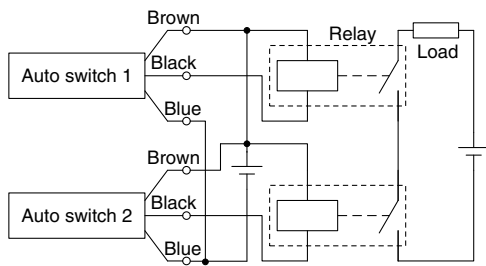 Brown
Relay
Load
Auto switch 1
Black
Blue
Brown
Auto switch 2
Black
Blue